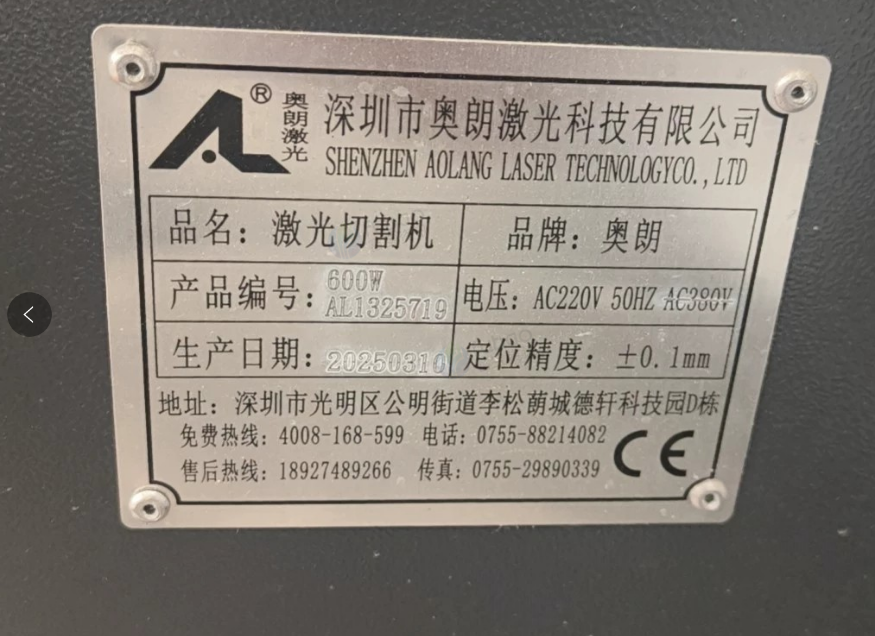 AL®
奥朗激光
深圳市奥朗激光科技有限公司
SHENZHEN AOLANG LASER TECHNOLOGYCO.,LTD
品名：激光切割机 品牌：奥朗
产品编号：600W AL1325719 电压：AC220V 50HZ AC380V
生产日期：20250310 定位精度：±0.1mm
地址：深圳市光明区公明街道李松蓢城德轩科技园D栋
免费热线：4008-168-599 电话：0755-88214082
售后热线：18927489266 传真：0755-29890339
CE